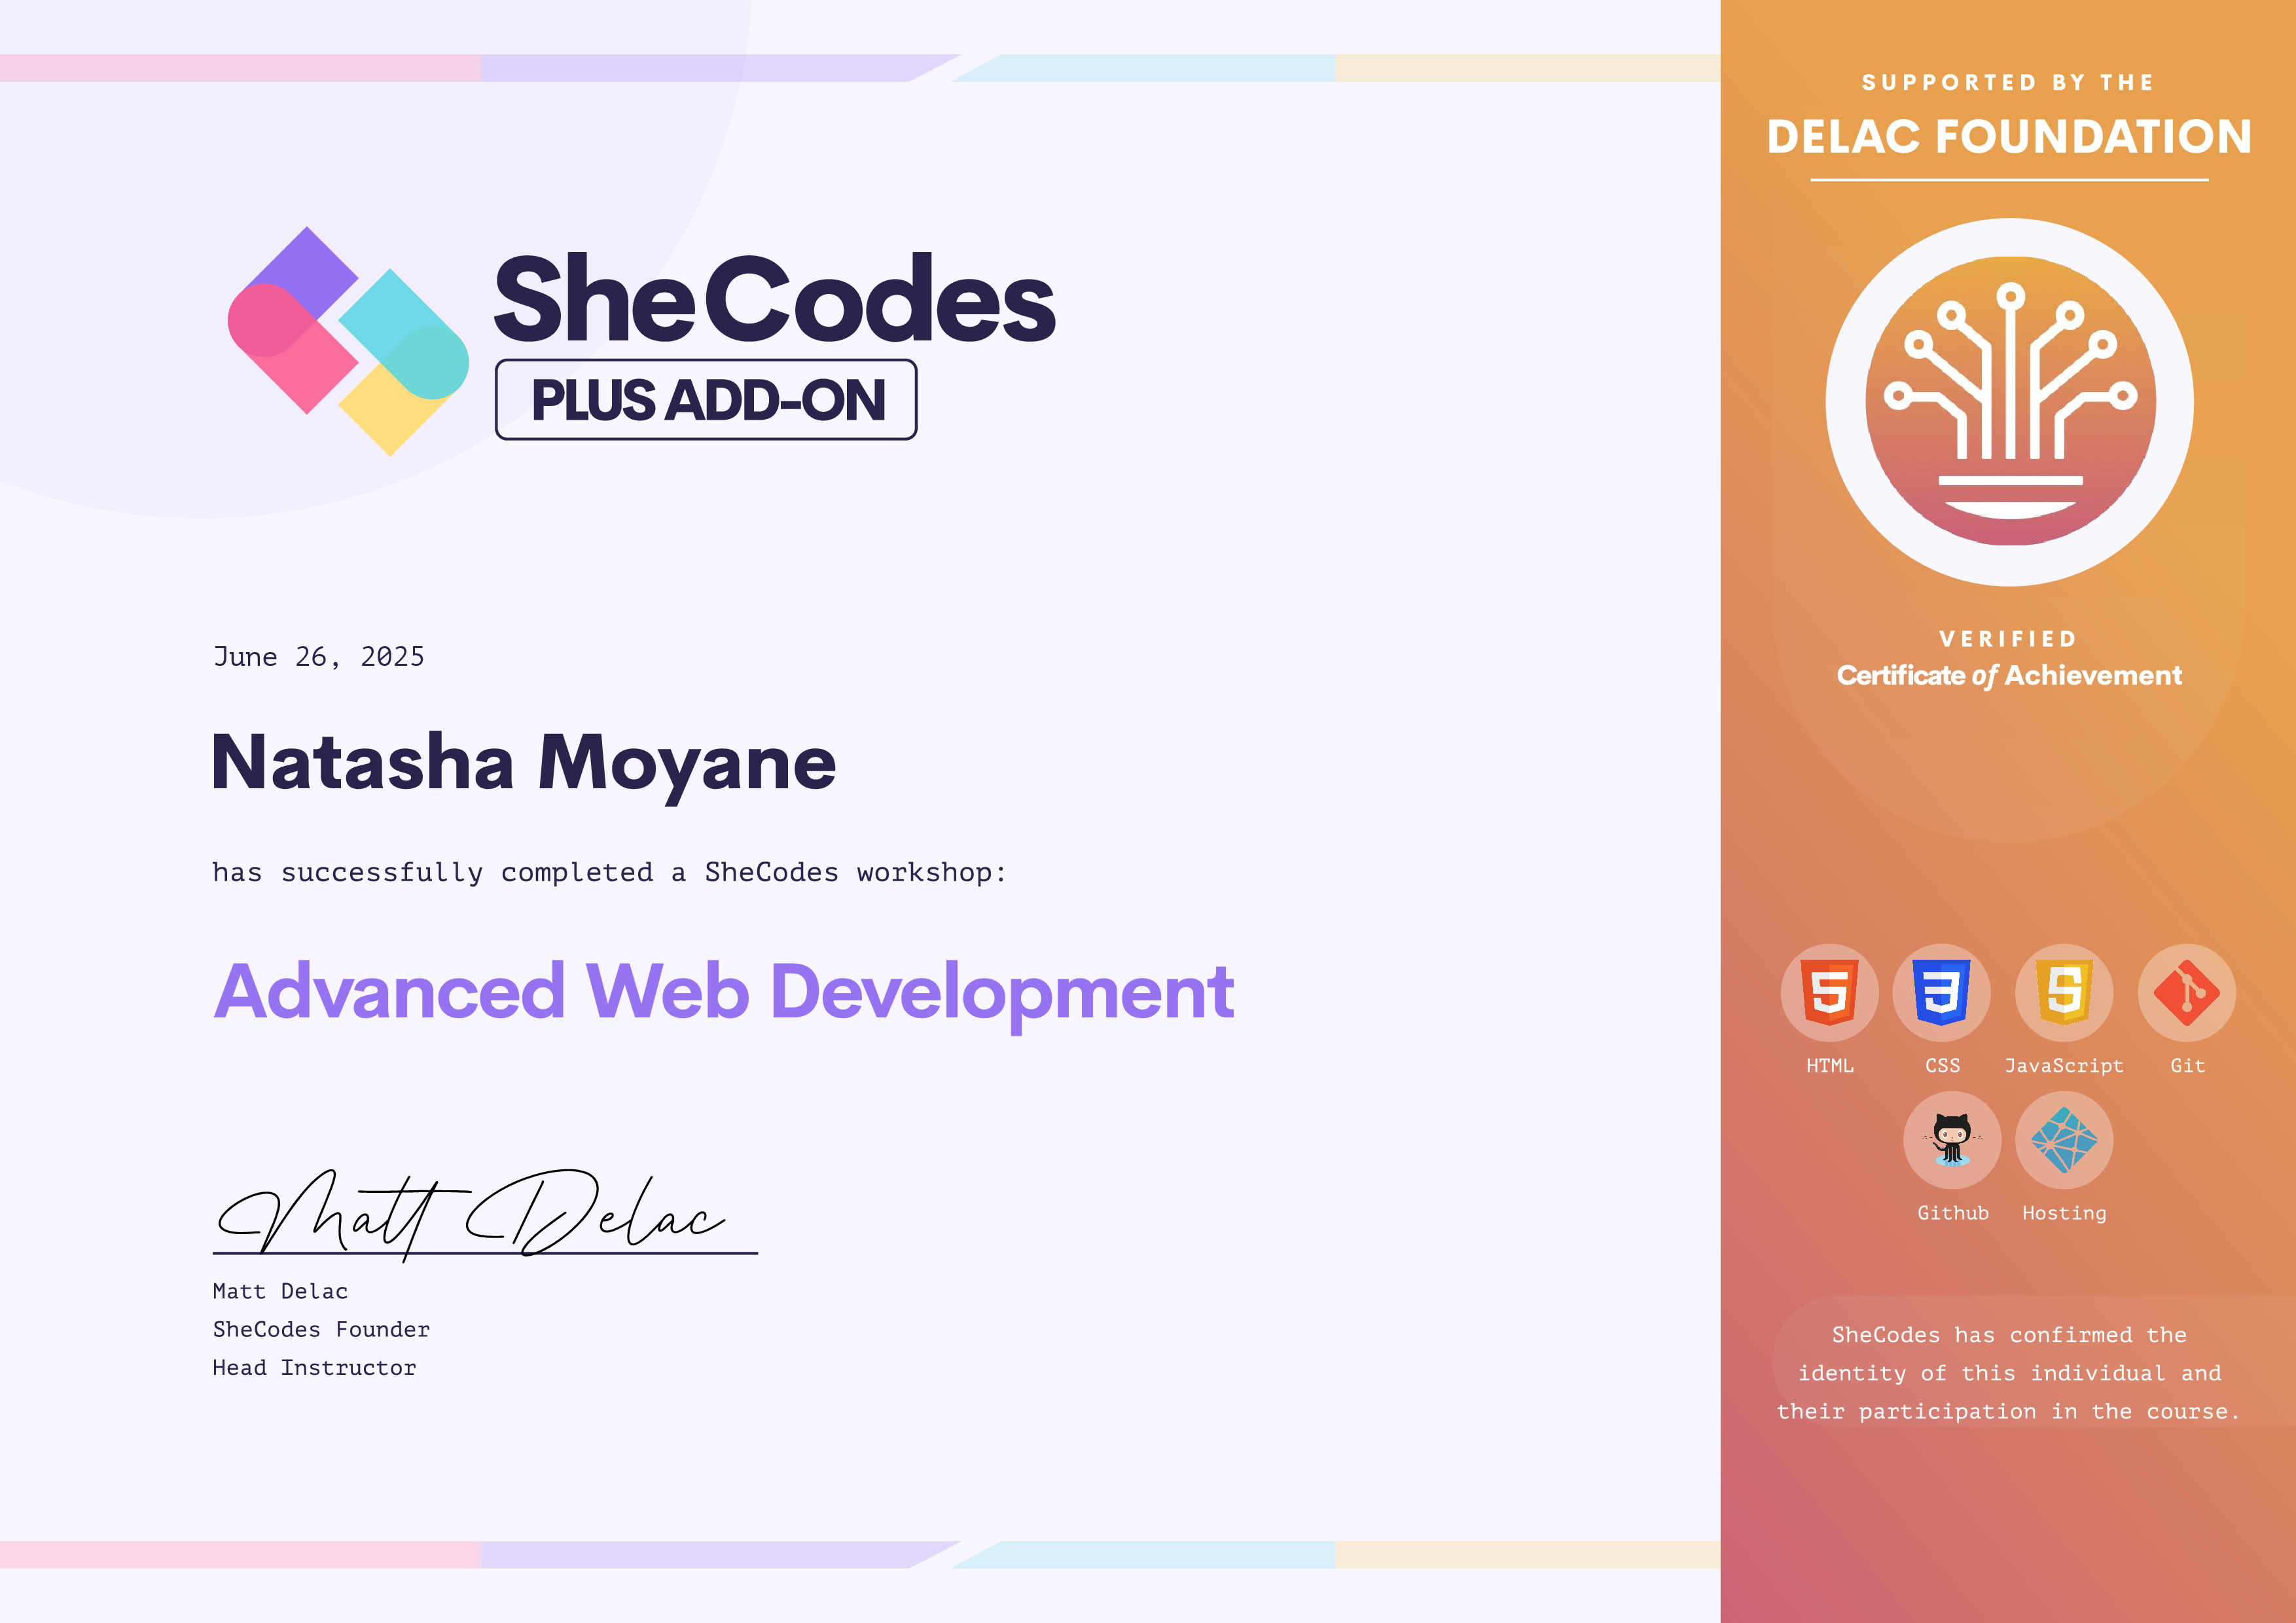 SheCodes
PLUS ADD-ON
June 26, 2025
Natasha Moyane
has successfully completed a SheCodes workshop:
Advanced Web Development
Matt Delac
Matt Delac
SheCodes Founder
Head Instructor
SUPPORTED BY THE
DELAC FOUNDATION
VERIFIED
Certificate of Achievement
HTML CSS JavaScript Git
Github Hosting
SheCodes has confirmed the
identity of this individual and
their participation in the course.